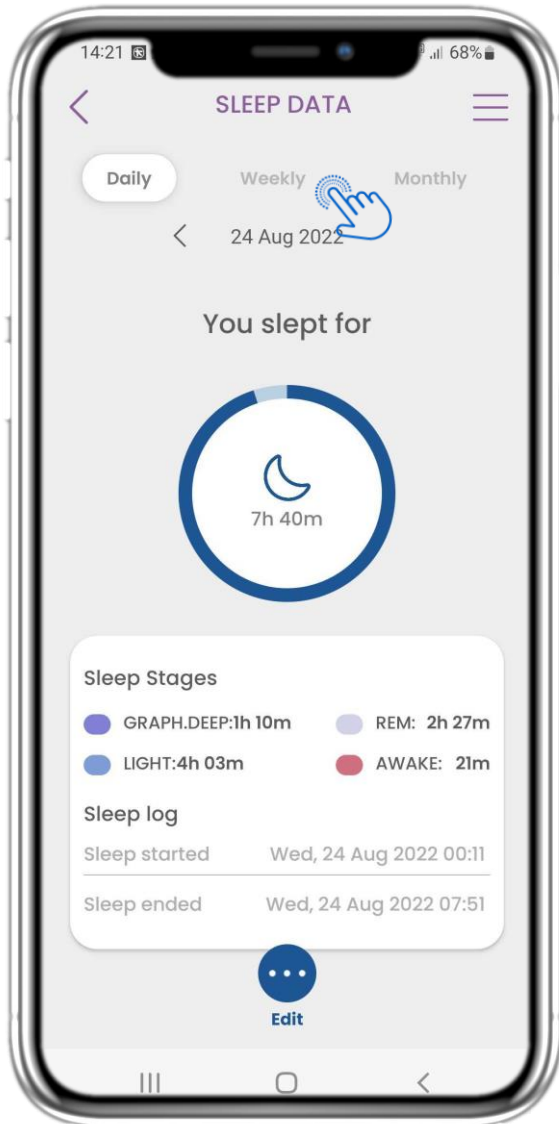 14:21 68%
SLEEP DATA
Daily Weekly Monthly
24 Aug 2022
You slept for
7h 40m
Sleep Stages
GRAPH.DEEP:1h 10m REM: 2h 27m
LIGHT:4h 03m AWAKE: 21m
Sleep log
Sleep started Wed, 24 Aug 2022 00:11
Sleep ended Wed, 24 Aug 2022 07:51
Edit